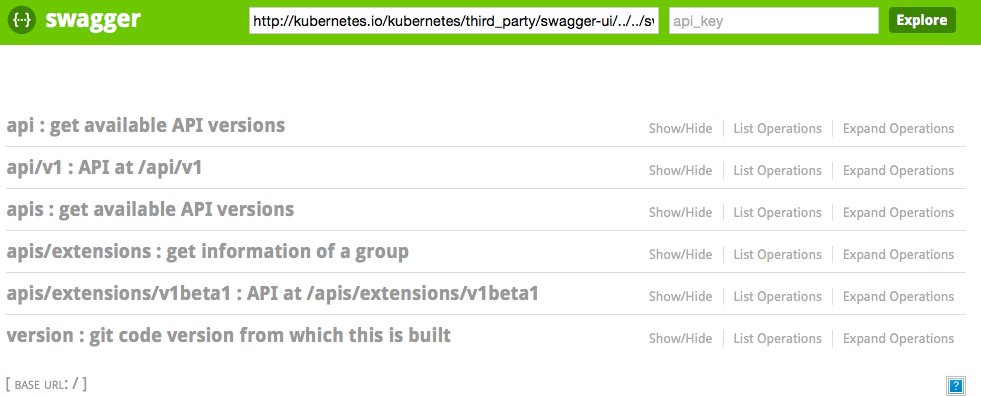 {···} swagger http://kubernetes.io/kubernetes/third_party/swagger-ui/../../sw api_key Explore
api : get available API versions Show/Hide List Operations Expand Operations
api/v1 : API at /api/v1 Show/Hide List Operations Expand Operations
apis : get available API versions Show/Hide List Operations Expand Operations
apis/extensions : get information of a group Show/Hide List Operations Expand Operations
apis/extensions/v1beta1 : API at /apis/extensions/v1beta1 Show/Hide List Operations Expand Operations
version : git code version from which this is built Show/Hide List Operations Expand Operations
[ BASE URL: / ] ?